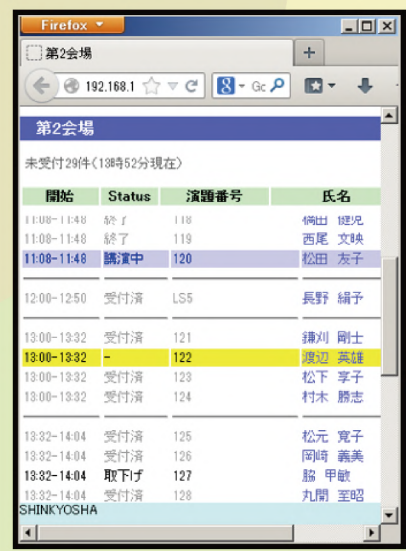 Firefox
第2会場
192.168.1
Gc
第2会場
未受付29件(13時52分現在)
開始 Status 演題番号 氏名
11:08-11:48 終了 118
11:08-11:48 終了 119 西尾 文映
11:08-11:48 講演中 120 松田 友子
12:00-12:50 受付済 LS5 長野 絹子
13:00-13:32 受付済 121 鎌刈 剛士
13:00-13:32 - 122 渡辺 英雄
13:00-13:32 受付済 123 松下 享子
13:00-13:32 受付済 124 村木 勝志
13:32-14:04 受付済 125 松元 寛子
13:32-14:04 受付済 126 岡崎 義美
13:32-14:04 取下げ 127 脇 甲敏
13:32-14:04 受付済 128 丸開 至昭
SHINKYOSHA